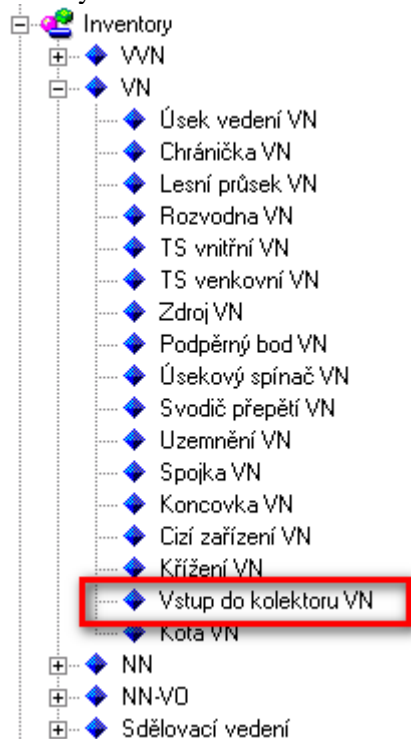 Inventory
VVN
VN
Úsek vedení VN
Chránička VN
Lesní průsek VN
Rozvodna VN
TS vnitřní VN
TS venkovní VN
Zdroj VN
Podpěrný bod VN
Úsekový spínač VN
Svodič přepětí VN
Uzemnění VN
Spojka VN
Koncovka VN
Cizí zařízení VN
Křížení VN
Vstup do kolektoru VN
Kóta VN
NN
NN-VO
Sdělovací vedení